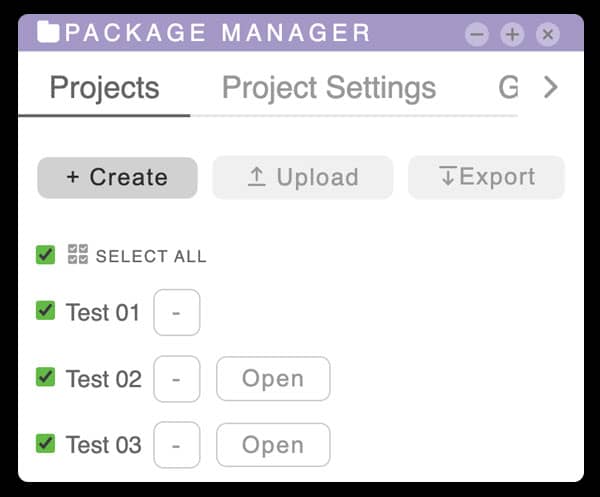 PACKAGE MANAGER
Projects Project Settings G
+ Create Upload Export
SELECT ALL
Test 01 -
Test 02 - Open
Test 03 - Open